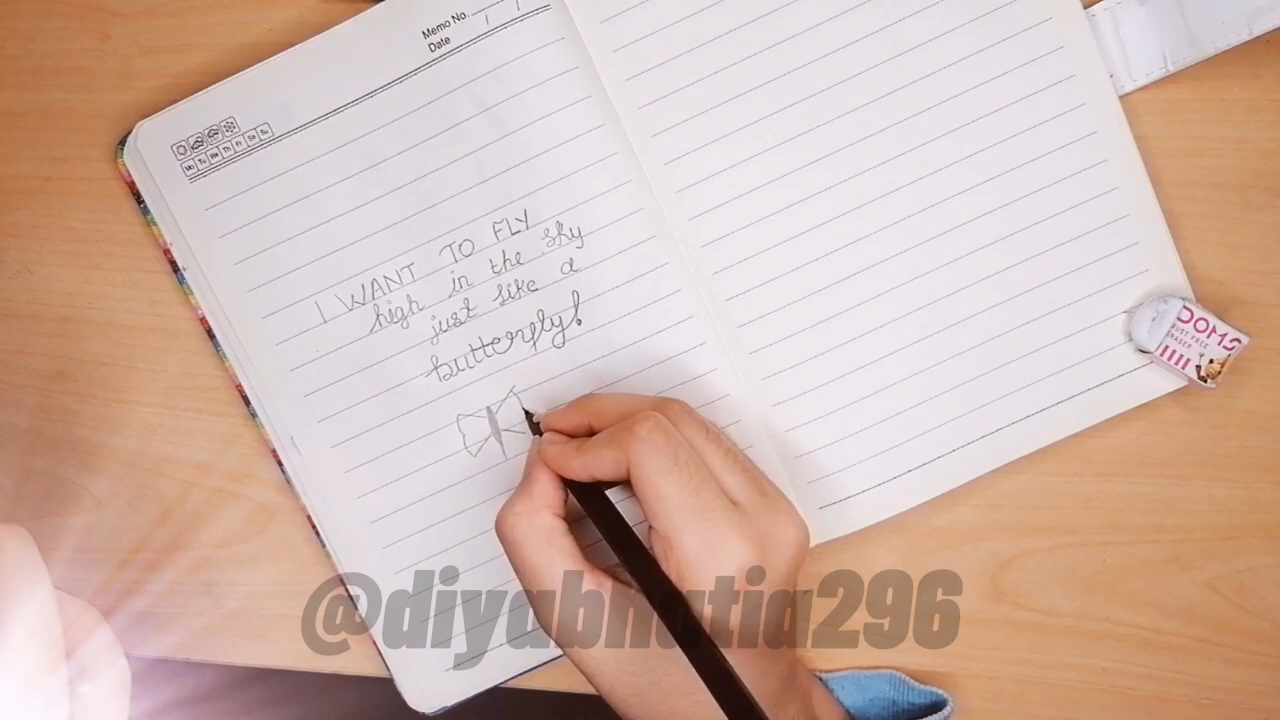 Memo No.
Date / /
Mo Tu We Th Fr Sa Su
I WANT TO FLY
high in the sky
just like a
butterfly!
DOMS
DUST FREE
ERASER
@diyabhatia296